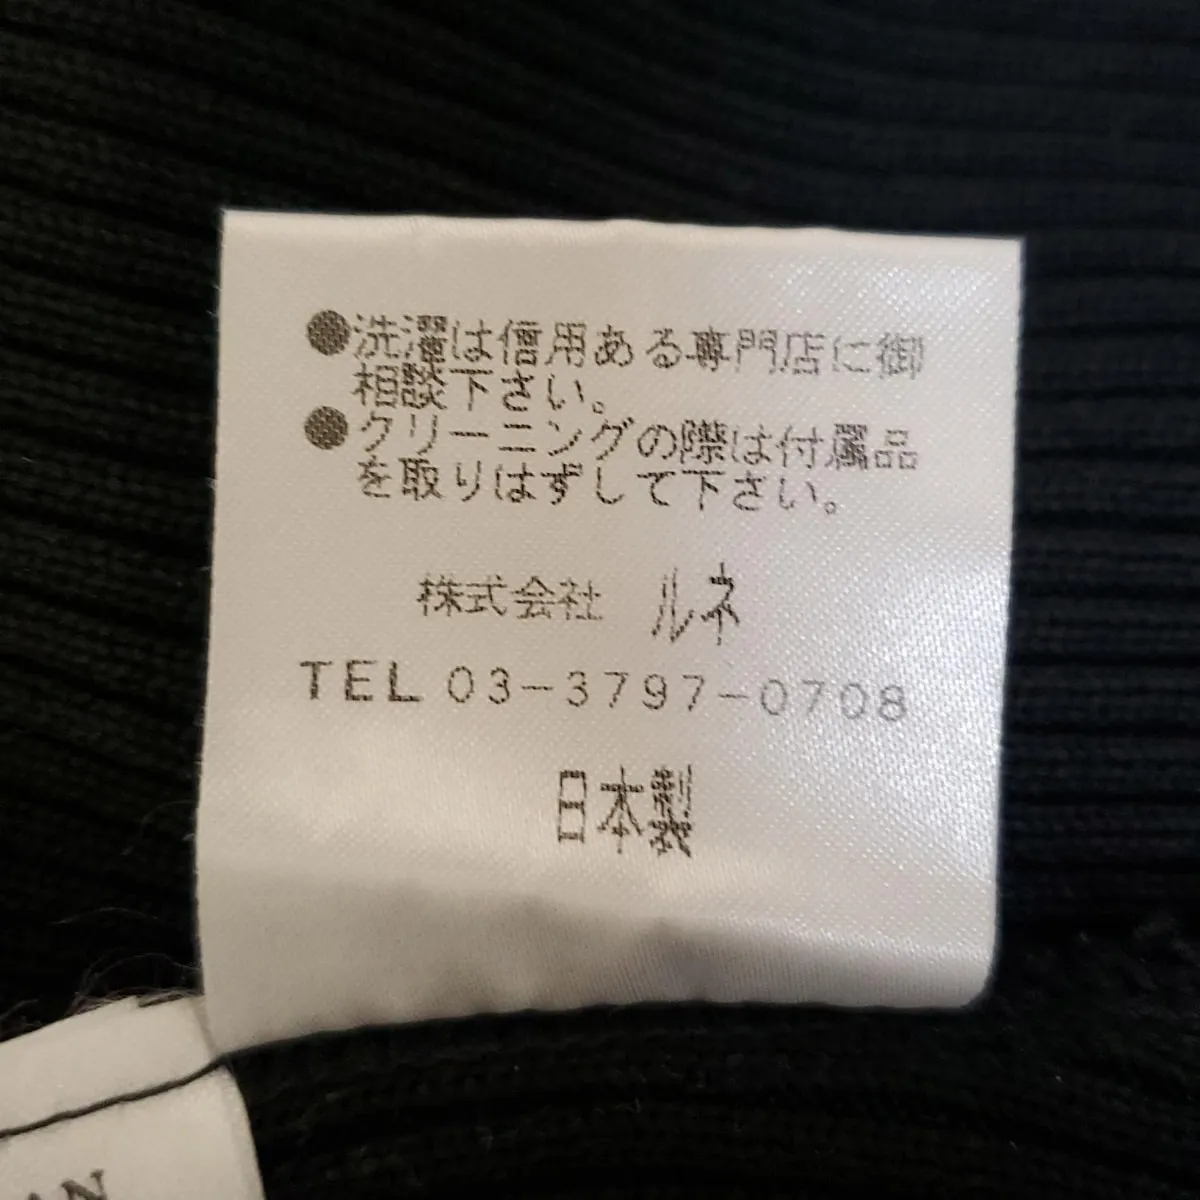 ●洗濯は信用ある専門店に御
相談下さい。
●クリーニングの際は付属品
を取りはずして下さい。
株式会社 ルネ
TEL 03-3797-0708
日本製
AN